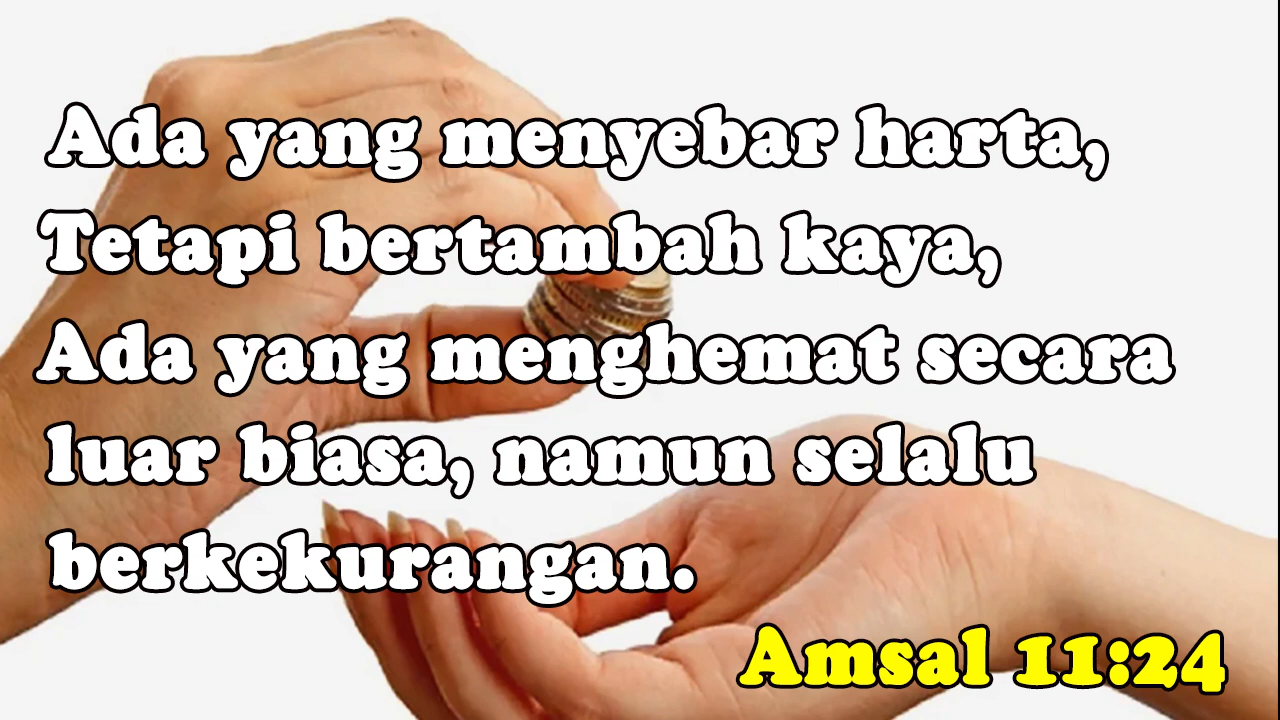 Ada yang menyebar harta,
Tetapi bertambah kaya,
Ada yang menghemat secara
luar biasa, namun selalu
berkekurangan.
Amsal 11:24